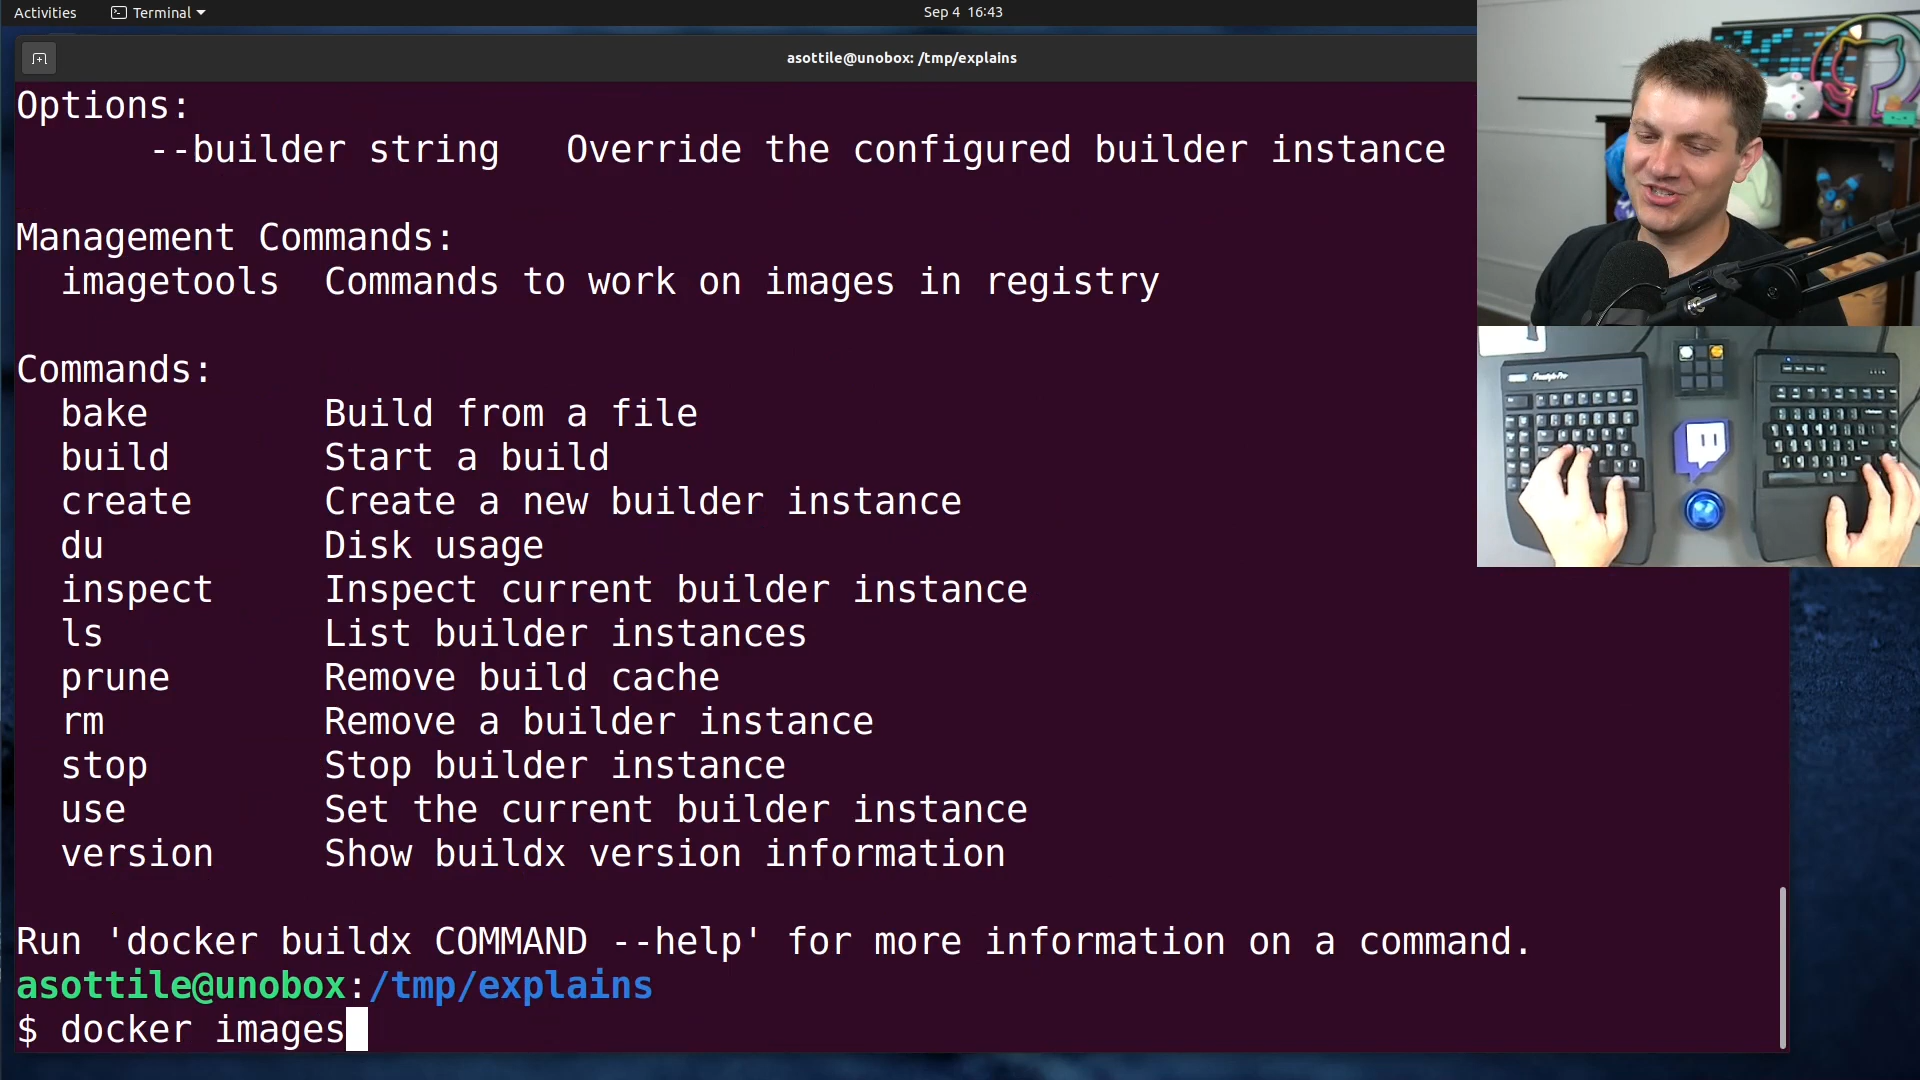 Activities
Terminal
Sep 4 16:43
asottile@unobox: /tmp/explains
Options:
--builder string Override the configured builder instance
Management Commands:
imagetools Commands to work on images in registry
Commands:
bake Build from a file
build Start a build
create Create a new builder instance
du Disk usage
inspect Inspect current builder instance
ls List builder instances
prune Remove build cache
rm Remove a builder instance
stop Stop builder instance
use Set the current builder instance
version Show buildx version information
Run 'docker buildx COMMAND --help' for more information on a command.
asottile@unobox:/tmp/explains
$ docker images